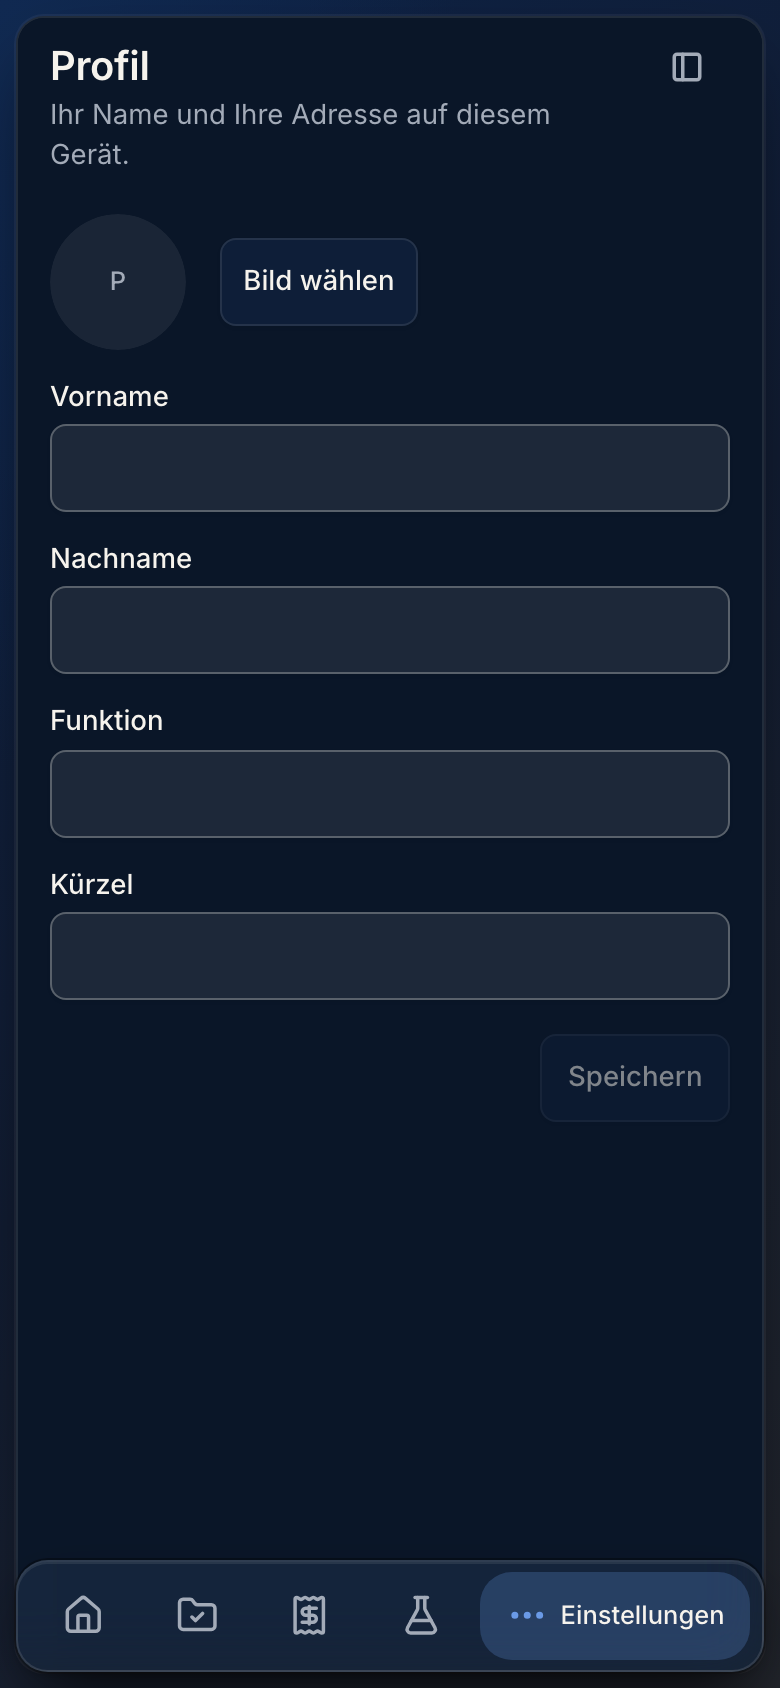 Profil
Ihr Name und Ihre Adresse auf diesem
Gerät.
P
Bild wählen
Vorname
Nachname
Funktion
Kürzel
Speichern
Einstellungen